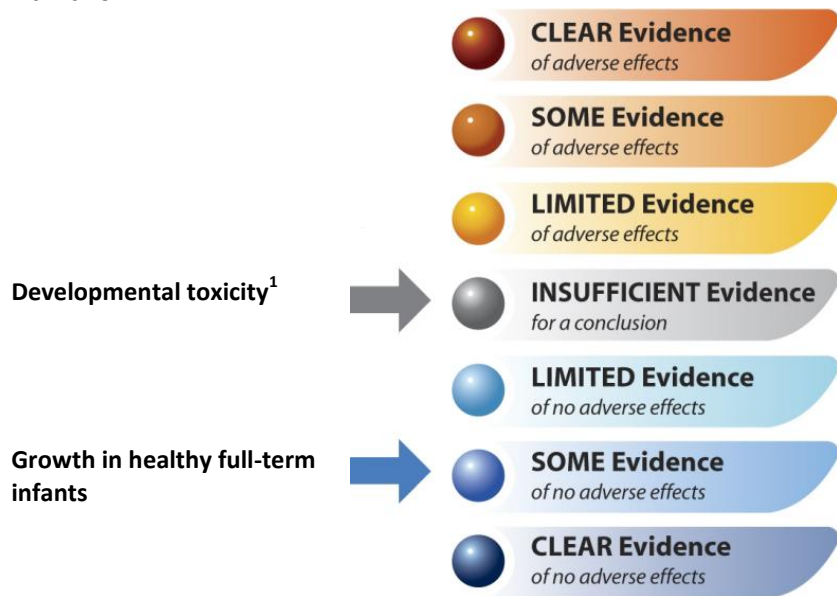 CLEAR Evidence
of adverse effects
SOME Evidence
of adverse effects
LIMITED Evidence
of adverse effects
Developmental toxicity1
INSUFFICIENT Evidence
for a conclusion
LIMITED Evidence
of no adverse effects
Growth in healthy full-term
infants
SOME Evidence
of no adverse effects
CLEAR Evidence
of no adverse effects